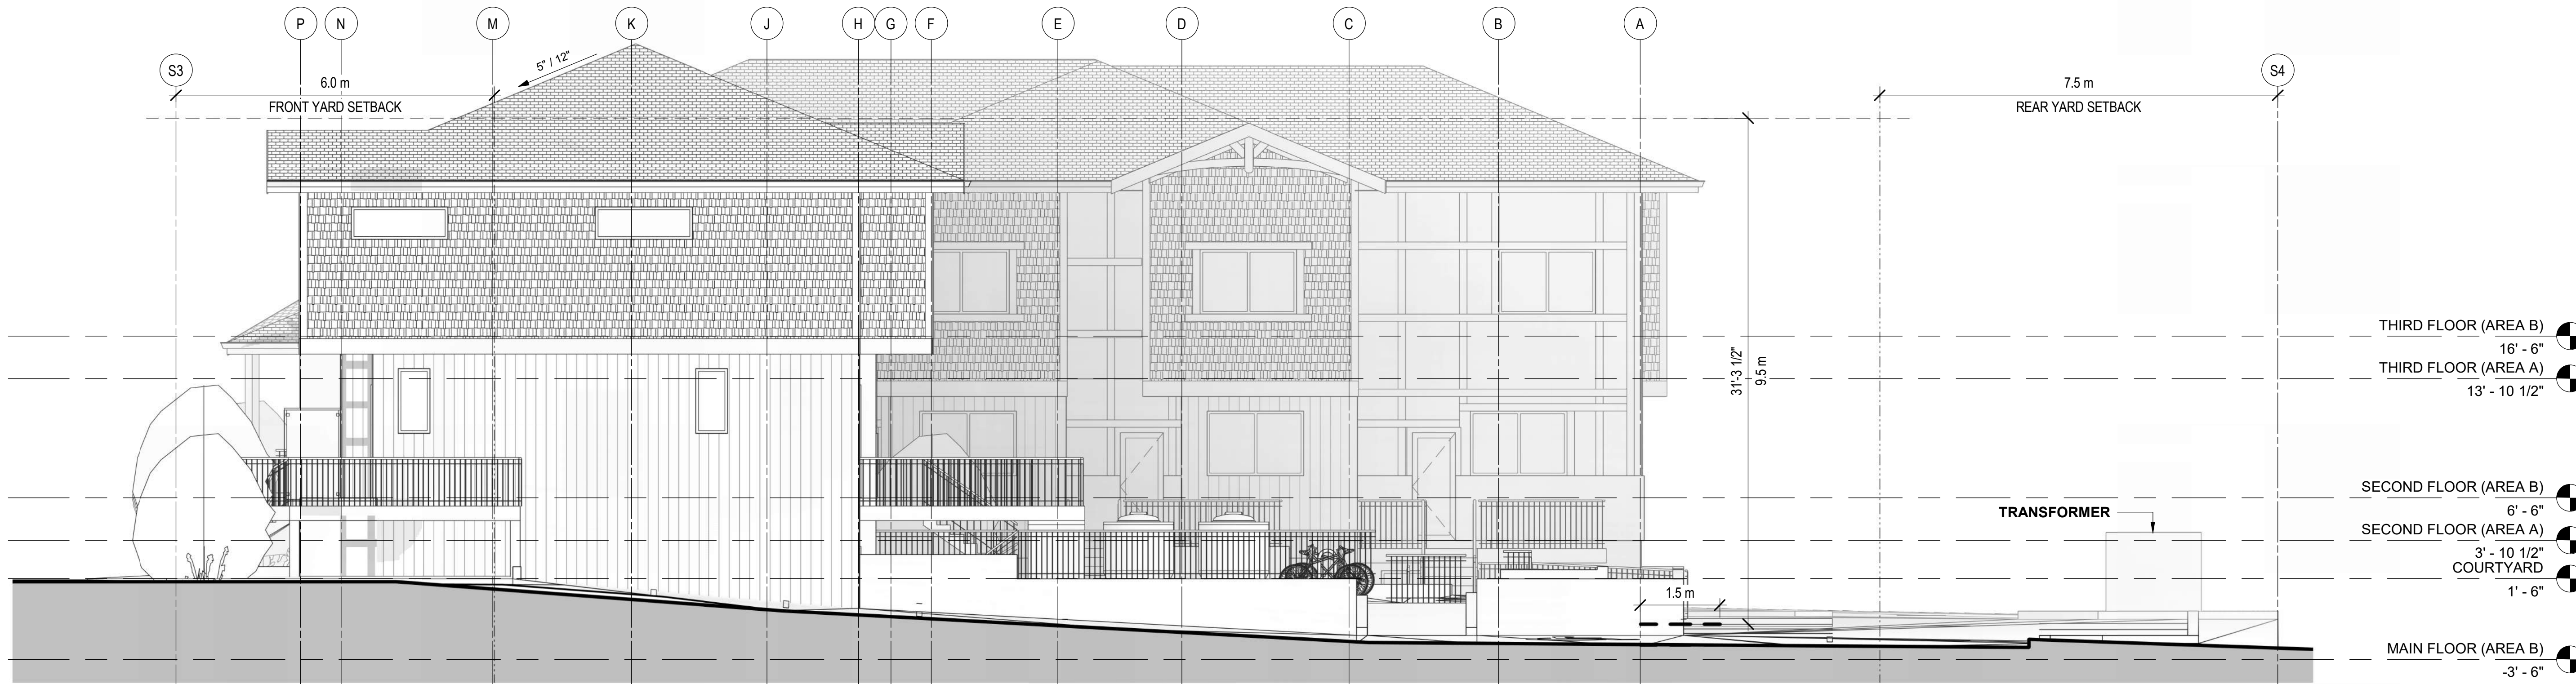 P
N
M
K
J
H
G
F
E
D
C
B
A
S3
S4
6.0 m
FRONT YARD SETBACK
5" / 12"
7.5 m
REAR YARD SETBACK
31'-3 1/2"
9.5 m
THIRD FLOOR (AREA B)
16' - 6"
THIRD FLOOR (AREA A)
13' - 10 1/2"
SECOND FLOOR (AREA B)
6' - 6"
TRANSFORMER
SECOND FLOOR (AREA A)
3' - 10 1/2"
COURTYARD
1' - 6"
1.5 m
MAIN FLOOR (AREA B)
-3' - 6"